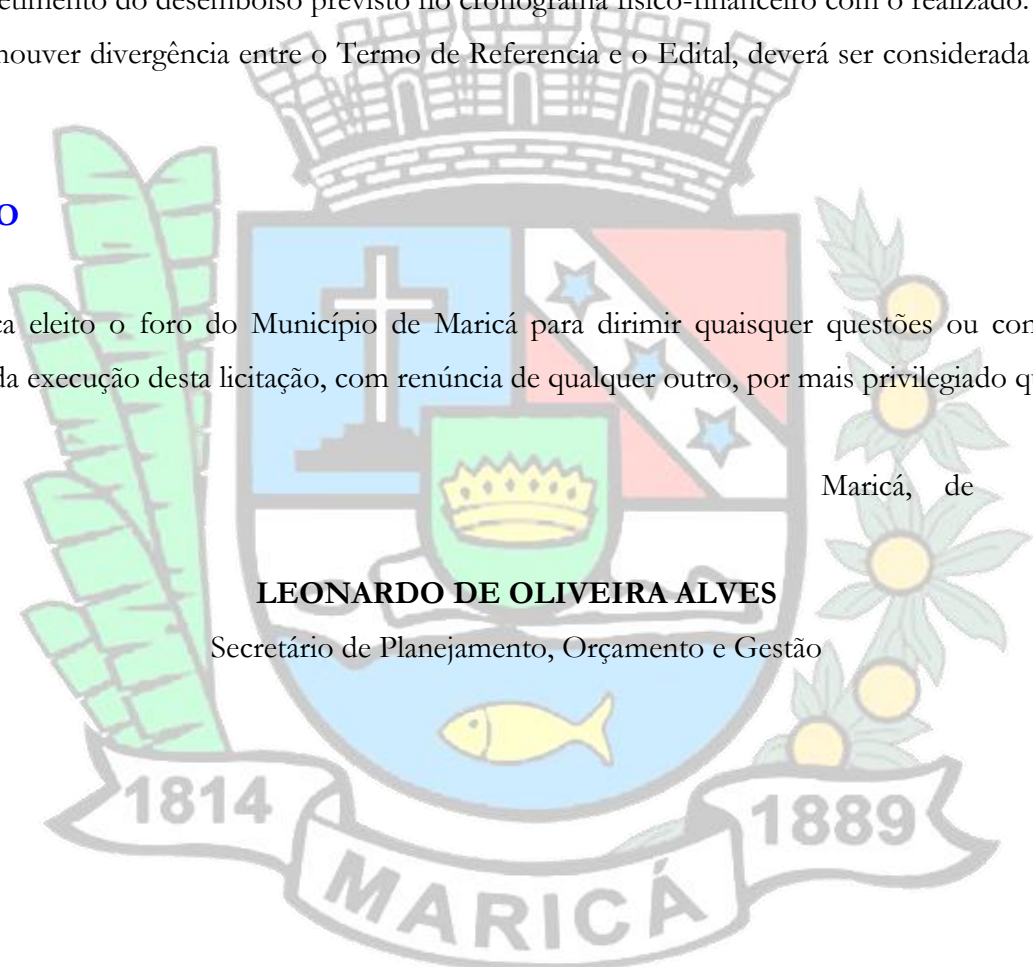 etimento do desembolso previsto no cronograma físico-financeiro com o realizado.
houver divergência entre o Termo de Referencia e o Edital, deverá ser considerada
O
ca eleito o foro do Município de Maricá para dirimir quaisquer questões ou con
da execução desta licitação, com renúncia de qualquer outro, por mais privilegiado qu
Maricá, de
LEONARDO DE OLIVEIRA ALVES
Secretário de Planejamento, Orçamento e Gestão
1814
1889
MARICÁ